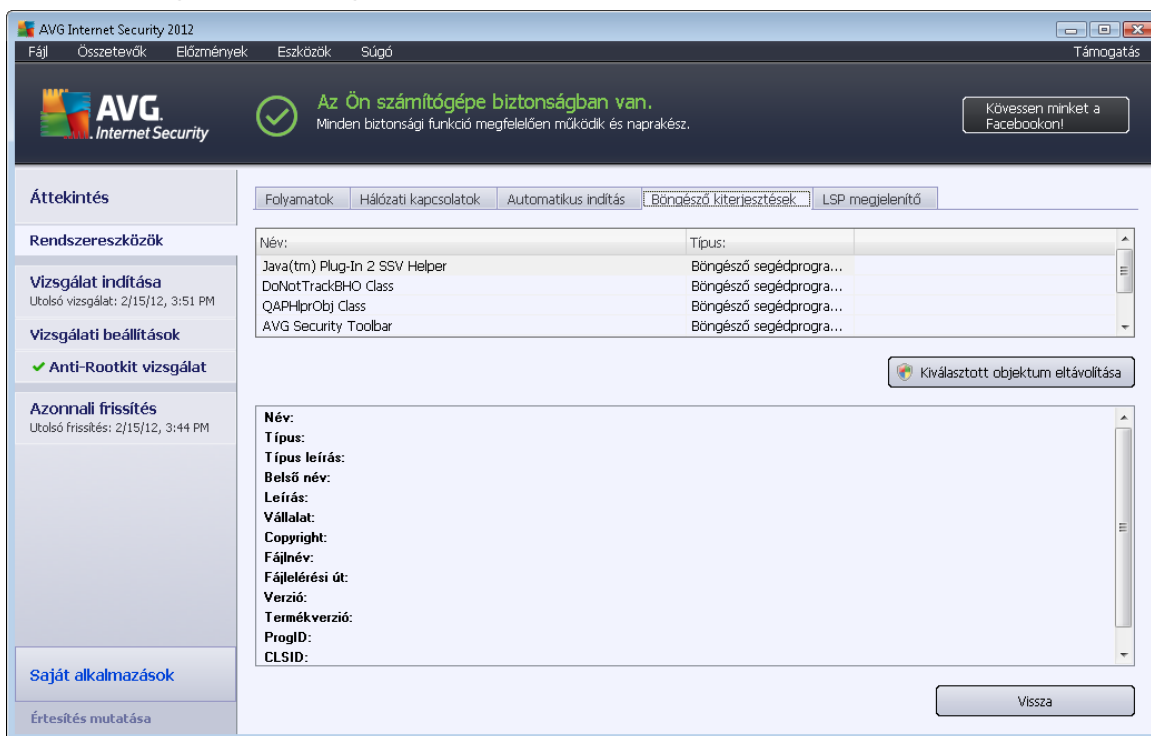 AVG Internet Security 2012
Fájl Összetevők Előzmények Eszközök Súgó Támogatás
AVG.
Internet Security
Az Ön számítógépe biztonságban van.
Minden biztonsági funkció megfelelően működik és naprakész.
Kövessen minket a
Facebookon!
Áttekintés
Rendszereszközök
Vizsgálat indítása
Utolsó vizsgálat: 2/15/12, 3:51 PM
Vizsgálati beállítások
Anti-Rootkit vizsgálat
Azonnali frissítés
Utolsó frissítés: 2/15/12, 3:44 PM
Saját alkalmazások
Értesítés mutatása
Folyamatok Hálózati kapcsolatok Automatikus indítás Böngésző kiterjesztések LSP megjelenítő
Név: Típus:
Java(tm) Plug-In 2 SSV Helper Böngésző segédprogra...
DoNotTrackBHO Class Böngésző segédprogra...
QAPHlprObj Class Böngésző segédprogra...
AVG Security Toolbar Böngésző segédprogra...
Kiválasztott objektum eltávolítása
Név:
Típus:
Típus leírás:
Belső név:
Leírás:
Vállalat:
Copyright:
Fájlnév:
Fájlelérési út:
Verzió:
Termékverzió:
ProgID:
CLSID:
Vissza